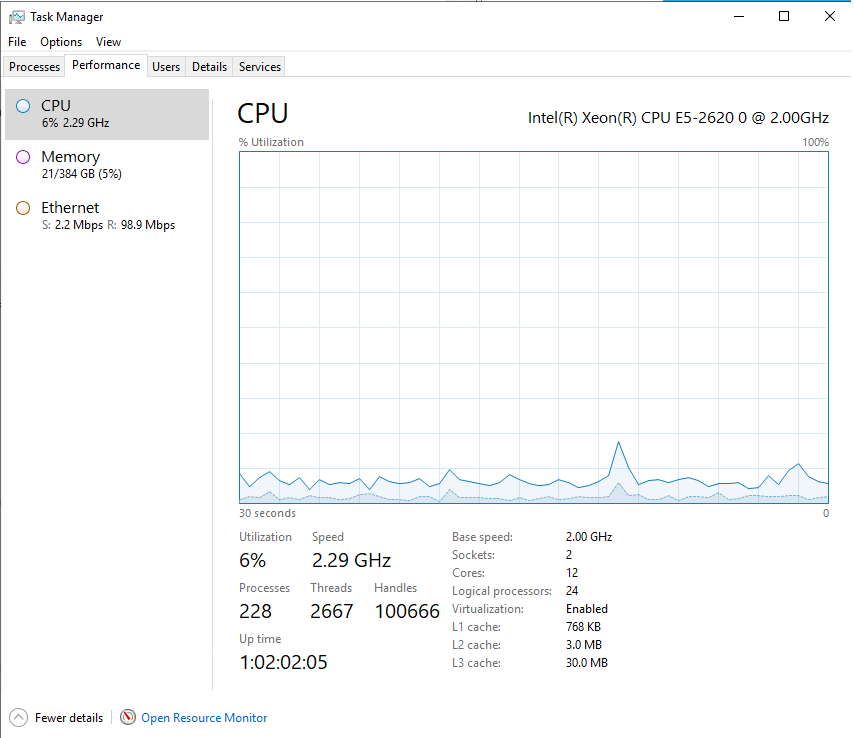 Task Manager
File Options View
Processes Performance Users Details Services
CPU
6% 2.29 GHz
Memory
21/384 GB (5%)
Ethernet
S: 2.2 Mbps R: 98.9 Mbps
CPU Intel(R) Xeon(R) CPU E5-2620 0 @ 2.00GHz
% Utilization 100%
30 seconds 0
Utilization Speed
6% 2.29 GHz
Processes Threads Handles
228 2667 100666
Up time
1:02:02:05
Base speed: 2.00 GHz
Sockets: 2
Cores: 12
Logical processors: 24
Virtualization: Enabled
L1 cache: 768 KB
L2 cache: 3.0 MB
L3 cache: 30.0 MB
Fewer details Open Resource Monitor